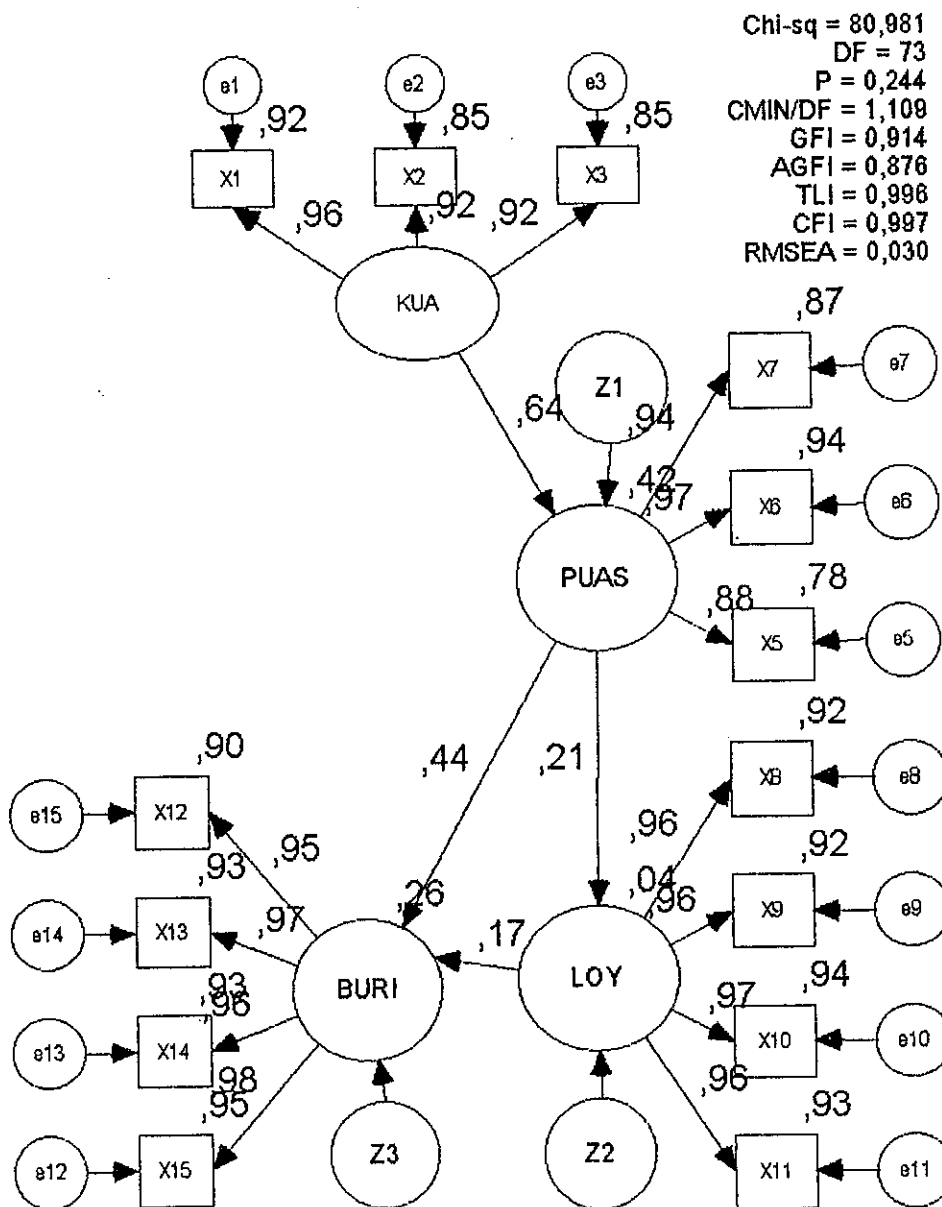 Chi-sq = 80,981
DF = 73
P = 0,244
CMIN/DF = 1,109
GFI = 0,914
AGFI = 0,876
TLI = 0,996
CFI = 0,997
RMSEA = 0,030
e1 e2 e3
,92 ,85 ,85
X1 X2 X3
,96 ,92 ,92
KUA
,87
X7 e7
Z1
,64 ,94
,94
,42
,97
X6 e6
PUAS
,78
,88
X5 e5
,92
,44 ,21
X8 e8
,90
e15 X12
,96
,95
,92
,93
,26
,04
,96
X9 e9
,97
e14 X13
,17
BURI LOY
,94
,93
,96
,97
e13 X14
X10 e10
,98
,96
,95
,93
e12 X15
Z3 Z2
X11 e11